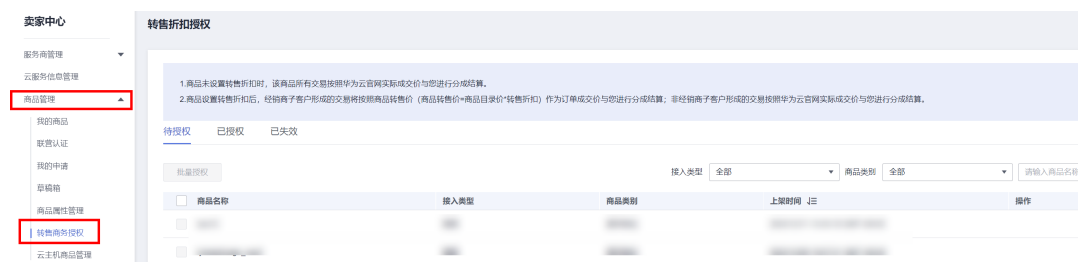 卖家中心
转售折扣授权
服务商管理
云服务信息管理
商品管理
我的商品
联营认证
我的申请
草稿箱
商品属性管理
转售商务授权
云主机商品管理
1.商品未设置转售折扣时，该商品所有交易按照华为云官网实际成交价与您进行分成结算。
2.商品设置转售折扣后，经销商子客户形成的交易将按照商品转售价（商品转售价=商品目录价*转售折扣）作为订单成交价与您进行分成结算；非经销商子客户形成的交易按照华为云官网实际成交价与您进行分成结算。
待授权 已授权 已失效
批量授权 接入类型 全部 商品类别 全部 请输入商品名称
商品名称 接入类型 商品类别 上架时间 操作